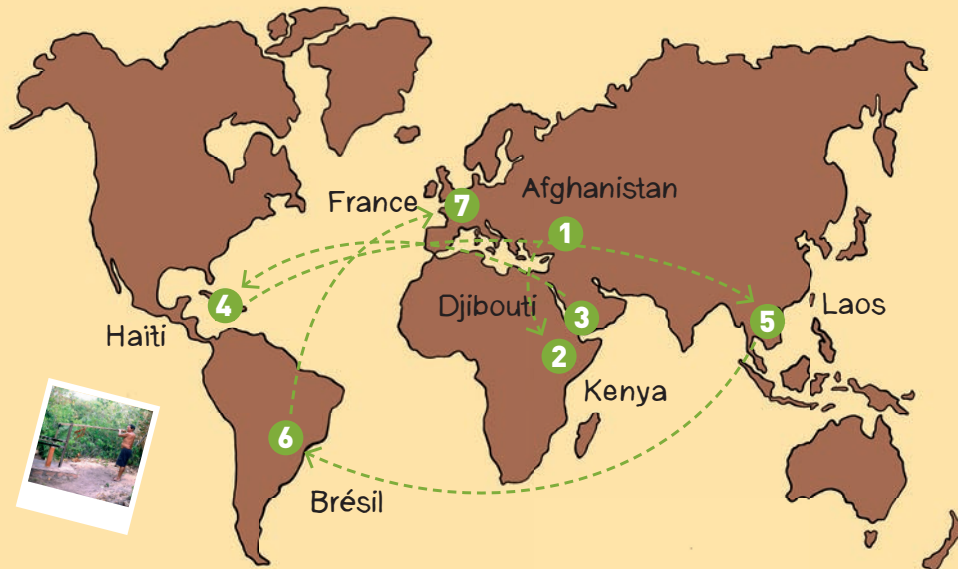 Afghanistan
France
7
1
Djibouti
3
4
5
Laos
Haïti
2
Kenya
6
Brésil